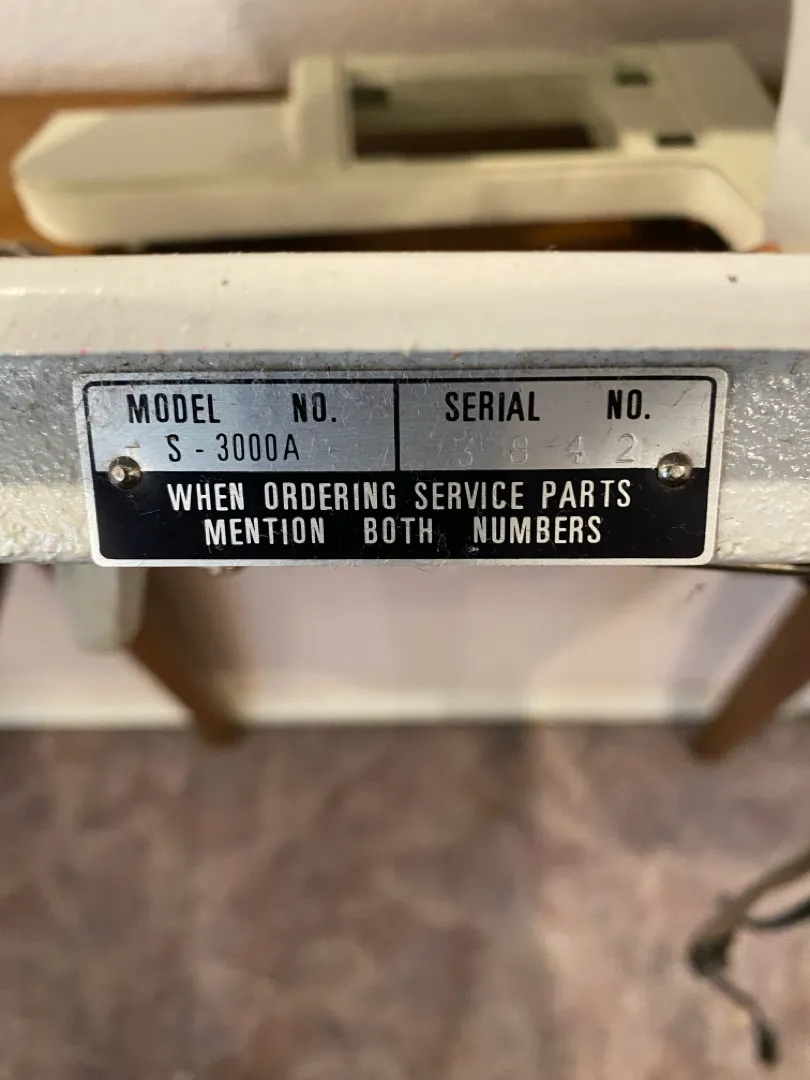 MODEL NO. SERIAL NO.
S-3000A 3842
WHEN ORDERING SERVICE PARTS
MENTION BOTH NUMBERS